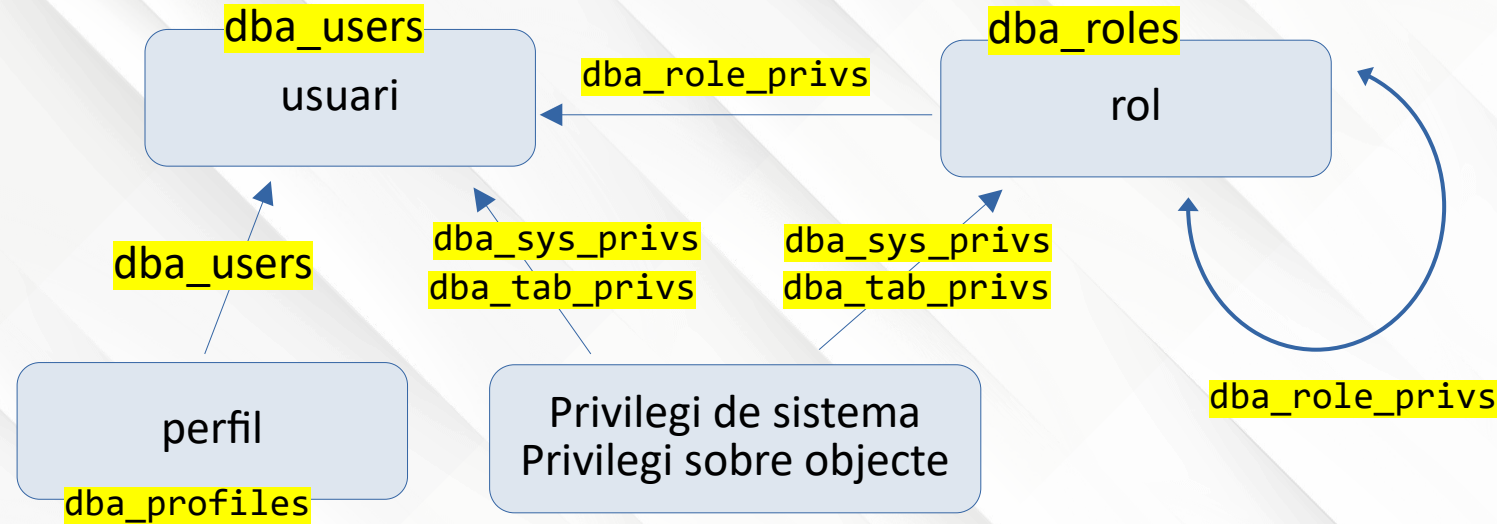 dba_users
usuari
dba_role_privs
dba_roles
rol
dba_users
dba_sys_privs
dba_tab_privs
dba_sys_privs
dba_tab_privs
dba_role_privs
perfil
dba_profiles
Privilegi de sistema
Privilegi sobre objecte